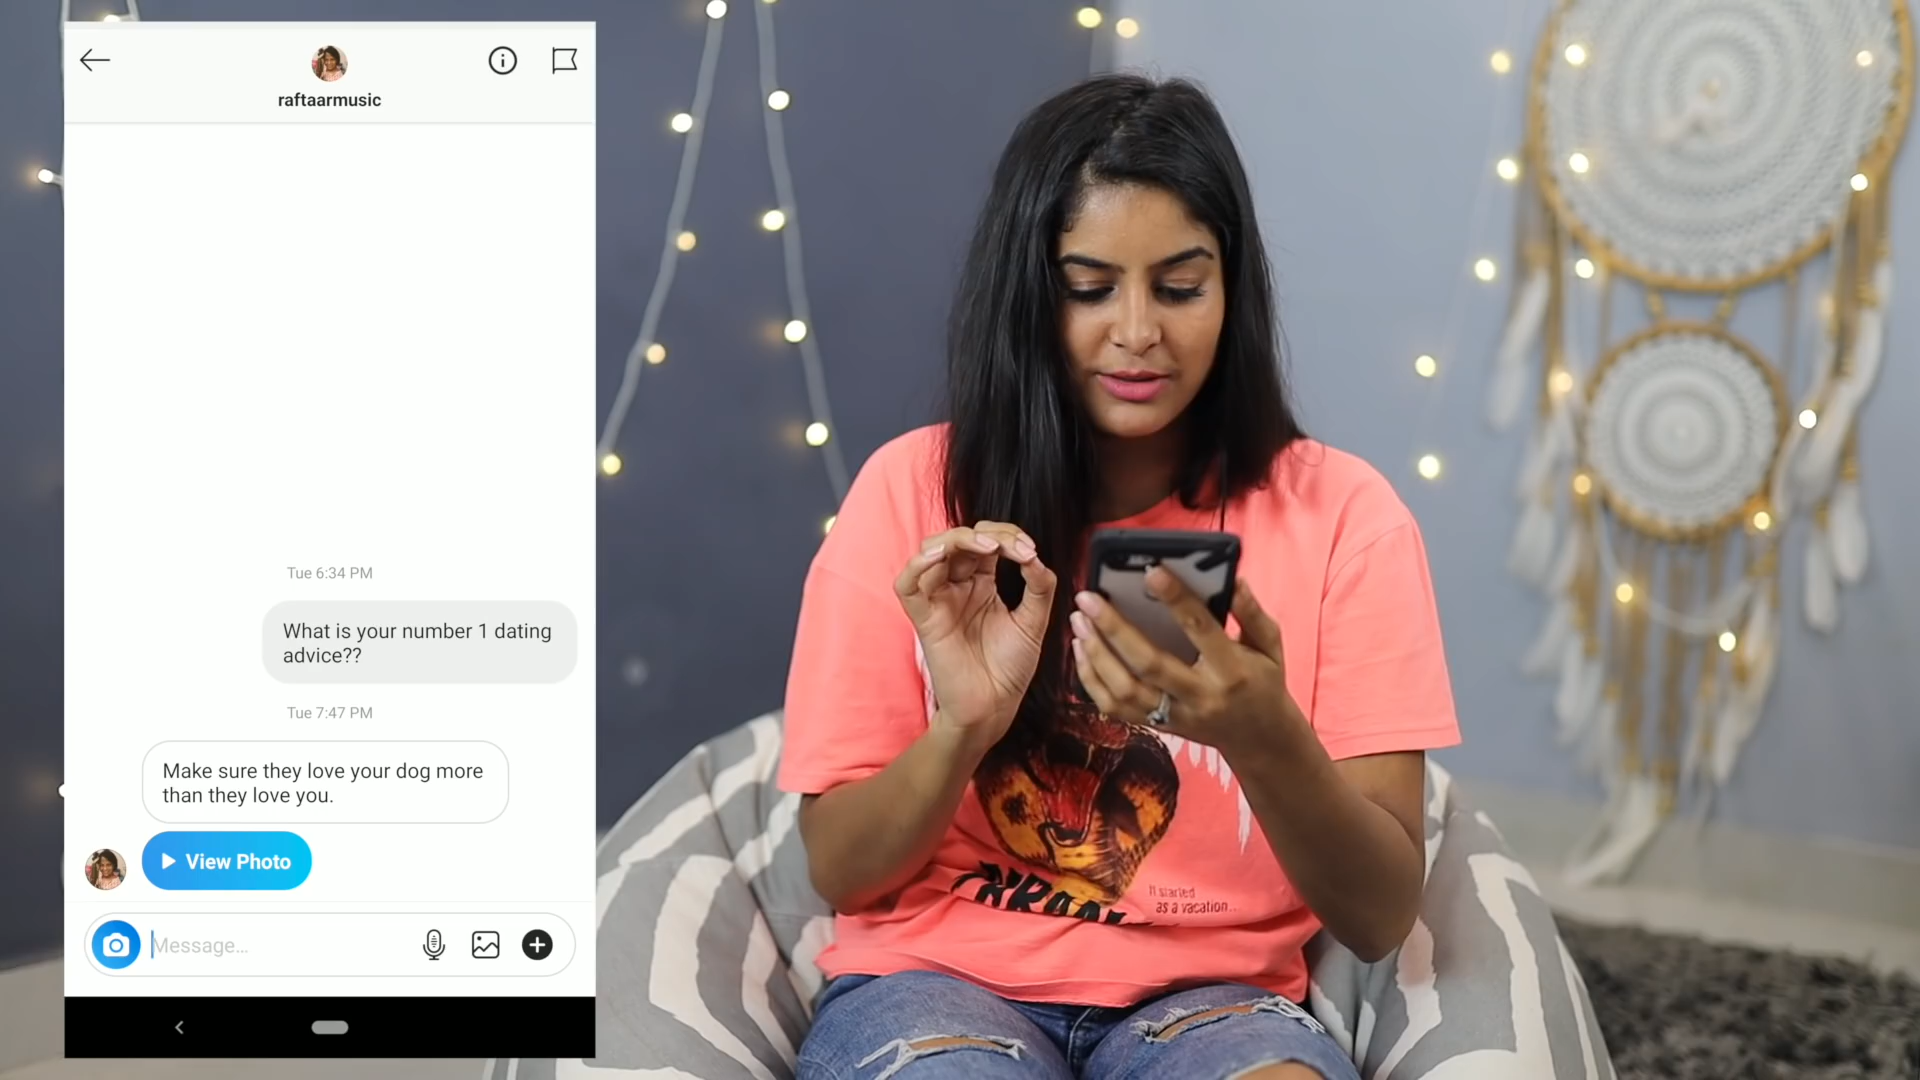 raftaarmusic
Tue 6:34 PM
What is your number 1 dating
advice??
Tue 7:47 PM
Make sure they love your dog more
than they love you.
View Photo
Message...
It started
as a vacation...